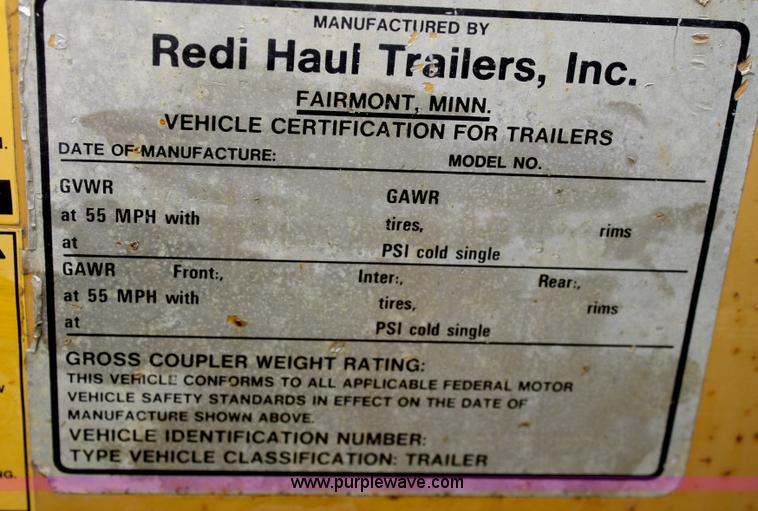 MANUFACTURED BY
Redi Haul Trailers, Inc.
FAIRMONT, MINN.
VEHICLE CERTIFICATION FOR TRAILERS
DATE OF MANUFACTURE: MODEL NO.
GVWR GAWR
at 55 MPH with tires, rims
at PSI cold single
GAWR Front:, Inter:, Rear:,
at 55 MPH with tires, rims
at PSI cold single
GROSS COUPLER WEIGHT RATING:
THIS VEHICLE CONFORMS TO ALL APPLICABLE FEDERAL MOTOR
VEHICLE SAFETY STANDARDS IN EFFECT ON THE DATE OF
MANUFACTURE SHOWN ABOVE.
VEHICLE IDENTIFICATION NUMBER:
TYPE VEHICLE CLASSIFICATION: TRAILER
www.purplewave.com